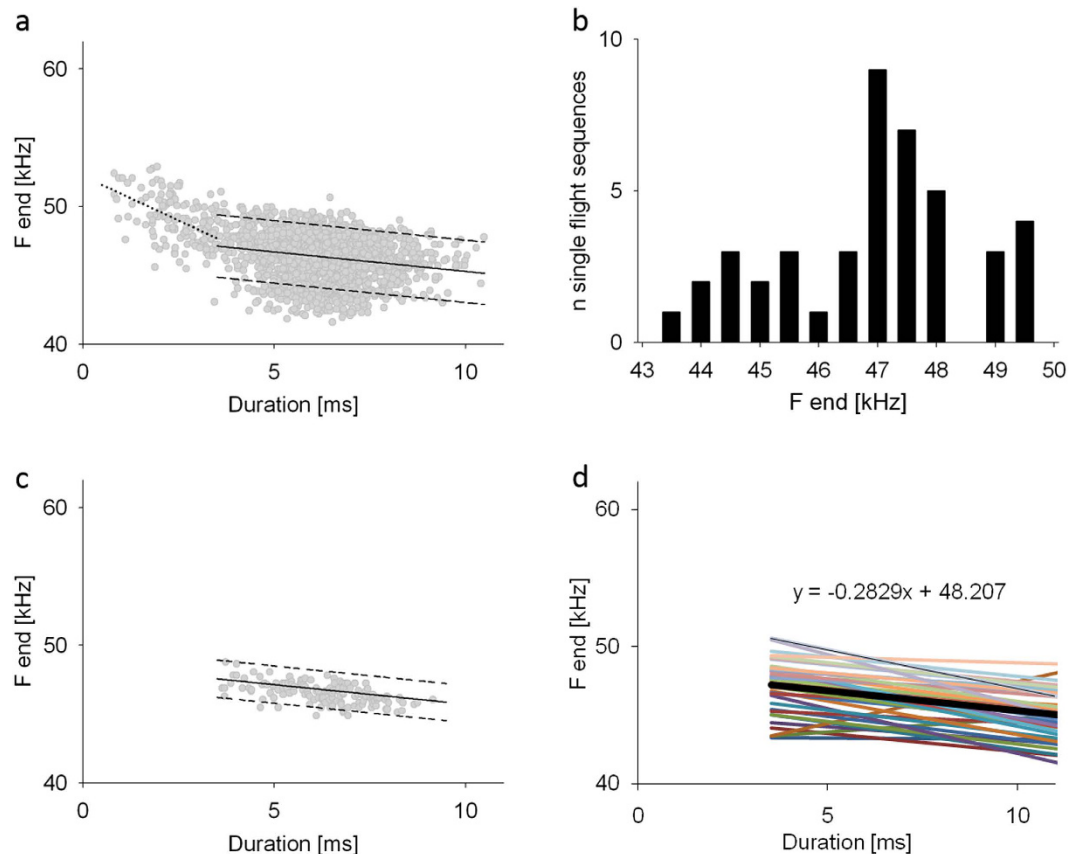 a
60
50
40
F end [kHz]
0 5 10
Duration [ms]
b
10
5
0
n single flight sequences
43 44 45 46 47 48 49 50
F end [kHz]
c
60
50
40
F end [kHz]
0 5 10
Duration [ms]
d
60
50
40
F end [kHz]
y = -0.2829x + 48.207
0 5 10
Duration [ms]